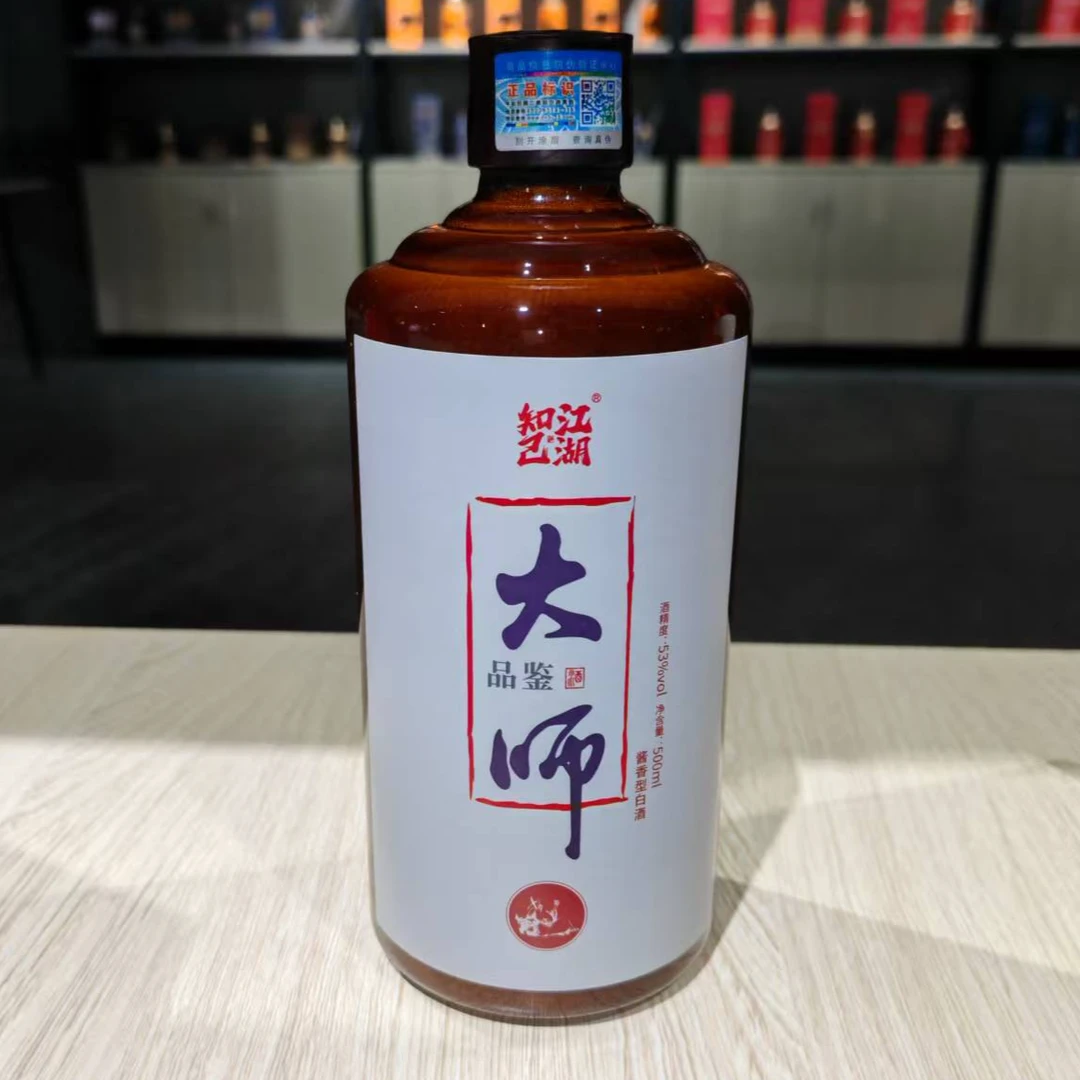 正品标识
江湖知己®
大师
品鉴
酒
酒精度:53%vol 净含量:500ml
酱香型白酒